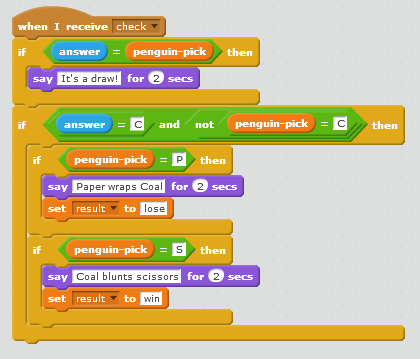 when I receive check
if answer = penguin-pick then
say It's a draw! for 2 secs
if answer = C and not penguin-pick = C then
if penguin-pick = P then
say Paper wraps Coal for 2 secs
set result to lose
if penguin-pick = S then
say Coal blunts scissors for 2 secs
set result to win